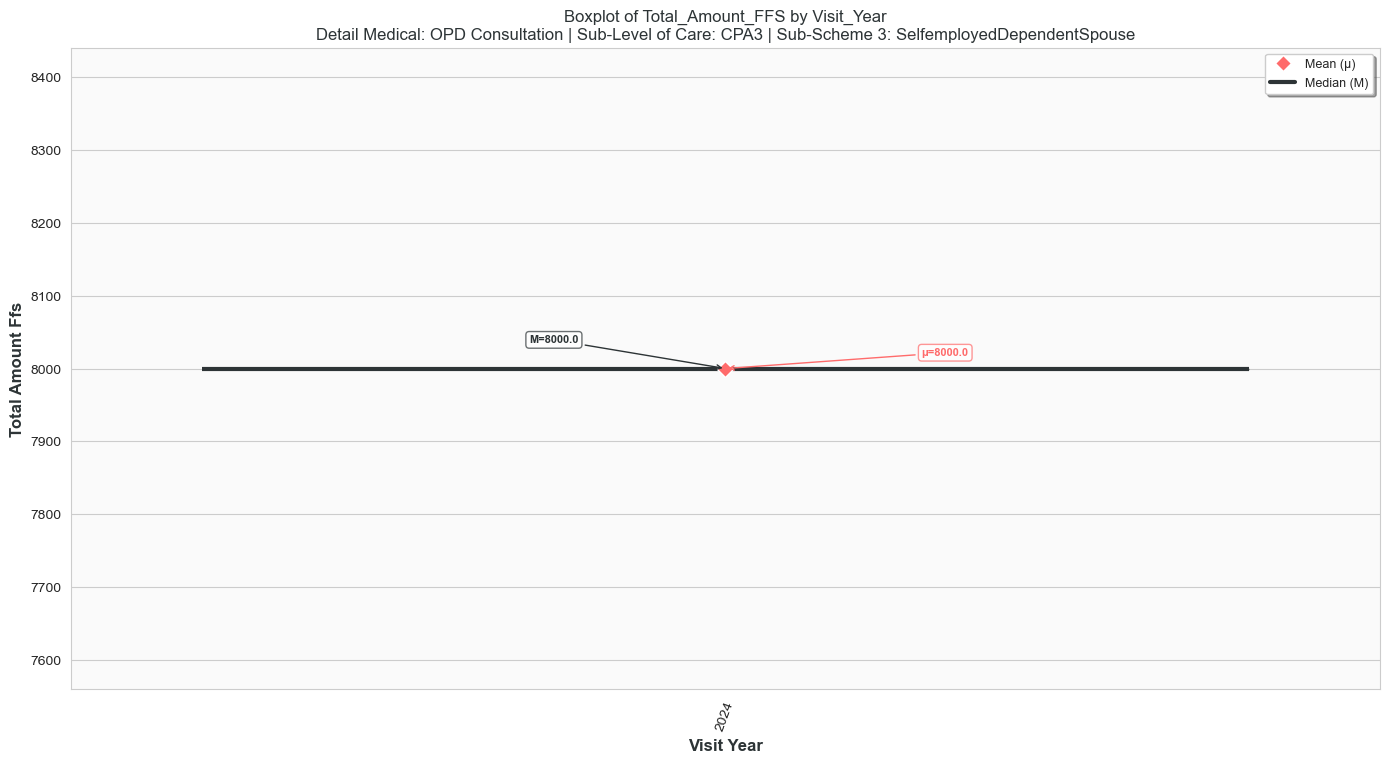 Boxplot of Total_Amount_FFS by Visit_Year
Detail Medical: OPD Consultation | Sub-Level of Care: CPA3 | Sub-Scheme 3: SelfemployedDependentSpouse
Mean (μ)
Median (M)
8400
8300
8200
8100
8000
7900
7800
7700
7600
Total Amount Ffs
M=8000.0
μ=8000.0
2024
Visit Year